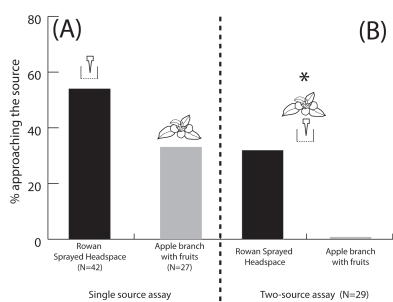 (A)
(B)
% approaching the source
80
60
40
20
0
*
Rowan
Sprayed Headspace
(N=42)
Apple branch
with fruits
(N=27)
Rowan Sprayed
Headspace
Apple branch
with fruits
Single source assay
Two-source assay (N=29)